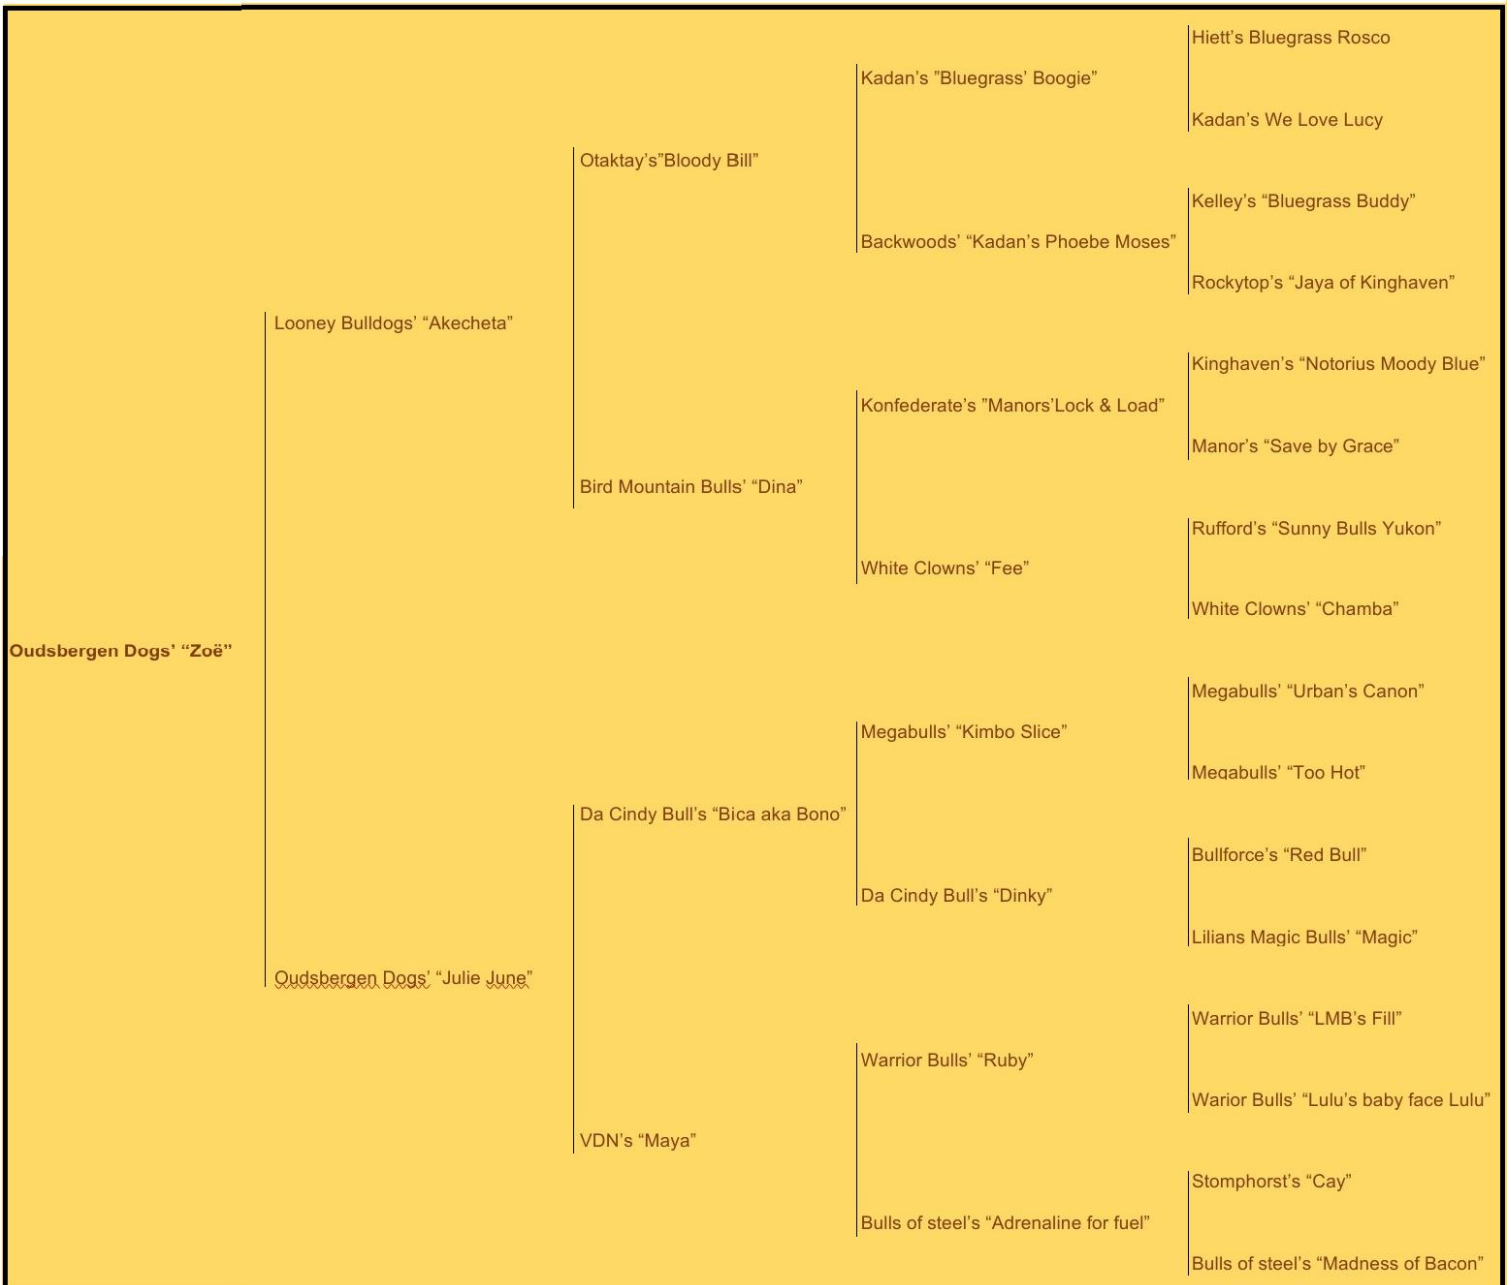 Hiett’s Bluegrass Rosco
Kadan’s ”Bluegrass’ Boogie”
Kadan’s We Love Lucy
Otaktay’s”Bloody Bill”
Kelley’s “Bluegrass Buddy”
Backwoods’ “Kadan’s Phoebe Moses”
Rockytop’s “Jaya of Kinghaven”
Looney Bulldogs’ “Akecheta”
Kinghaven’s “Notorius Moody Blue”
Konfederate’s ”Manors’Lock & Load”
Manor’s “Save by Grace”
Bird Mountain Bulls’ “Dina”
Rufford’s “Sunny Bulls Yukon”
White Clowns’ “Fee”
White Clowns’ “Chamba”
Oudsbergen Dogs’ “Zoë”
Megabulls’ “Urban’s Canon”
Megabulls’ “Kimbo Slice”
Megabulls’ “Too Hot”
Da Cindy Bull’s “Bica aka Bono”
Bullforce’s “Red Bull”
Da Cindy Bull’s “Dinky”
Lilians Magic Bulls’ “Magic”
Oudsbergen Dogs’ “Julie June”
Warrior Bulls’ “LMB’s Fill”
Warrior Bulls’ “Ruby”
Warior Bulls’ “Lulu’s baby face Lulu”
VDN’s “Maya”
Stomphorst’s “Cay”
Bulls of steel’s “Adrenaline for fuel”
Bulls of steel’s “Madness of Bacon”